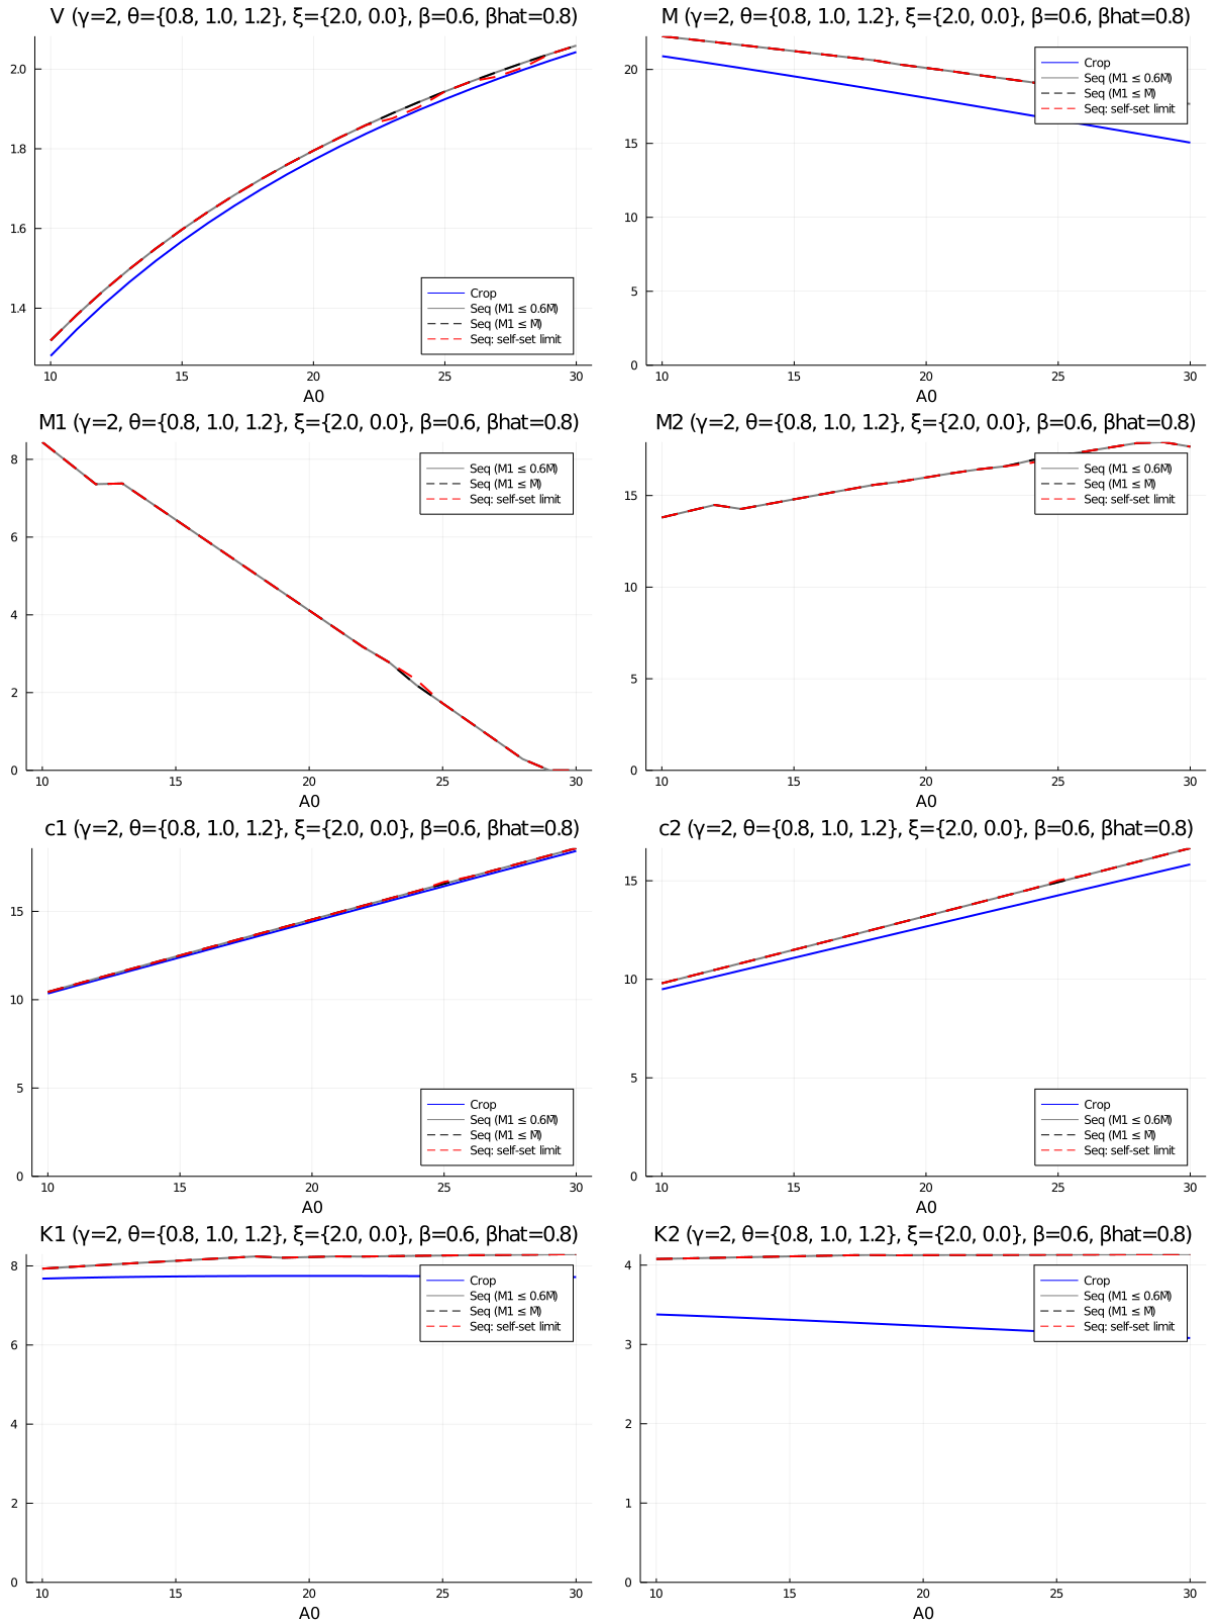 V (γ=2, θ={0.8, 1.0, 1.2}, ξ={2.0, 0.0}, β=0.6, βhat=0.8)
2.0
1.8
1.6
1.4
Crop
Seq (M1 ≤ 0.6M̄)
Seq (M1 ≤ M̄)
Seq: self-set limit
10 15 20 25 30
A0
M (γ=2, θ={0.8, 1.0, 1.2}, ξ={2.0, 0.0}, β=0.6, βhat=0.8)
20
15
10
5
0
Crop
Seq (M1 ≤ 0.6M̄)
Seq (M1 ≤ M̄)
Seq: self-set limit
10 15 20 25 30
A0
M1 (γ=2, θ={0.8, 1.0, 1.2}, ξ={2.0, 0.0}, β=0.6, βhat=0.8)
8
6
4
2
0
Seq (M1 ≤ 0.6M̄)
Seq (M1 ≤ M̄)
Seq: self-set limit
10 15 20 25 30
A0
M2 (γ=2, θ={0.8, 1.0, 1.2}, ξ={2.0, 0.0}, β=0.6, βhat=0.8)
15
10
5
0
Seq (M1 ≤ 0.6M̄)
Seq (M1 ≤ M̄)
Seq: self-set limit
10 15 20 25 30
A0
c1 (γ=2, θ={0.8, 1.0, 1.2}, ξ={2.0, 0.0}, β=0.6, βhat=0.8)
15
10
5
0
Crop
Seq (M1 ≤ 0.6M̄)
Seq (M1 ≤ M̄)
Seq: self-set limit
10 15 20 25 30
A0
c2 (γ=2, θ={0.8, 1.0, 1.2}, ξ={2.0, 0.0}, β=0.6, βhat=0.8)
15
10
5
0
Crop
Seq (M1 ≤ 0.6M̄)
Seq (M1 ≤ M̄)
Seq: self-set limit
10 15 20 25 30
A0
K1 (γ=2, θ={0.8, 1.0, 1.2}, ξ={2.0, 0.0}, β=0.6, βhat=0.8)
8
6
4
2
0
Crop
Seq (M1 ≤ 0.6M̄)
Seq (M1 ≤ M̄)
Seq: self-set limit
10 15 20 25 30
A0
K2 (γ=2, θ={0.8, 1.0, 1.2}, ξ={2.0, 0.0}, β=0.6, βhat=0.8)
4
3
2
1
0
Crop
Seq (M1 ≤ 0.6M̄)
Seq (M1 ≤ M̄)
Seq: self-set limit
10 15 20 25 30
A0